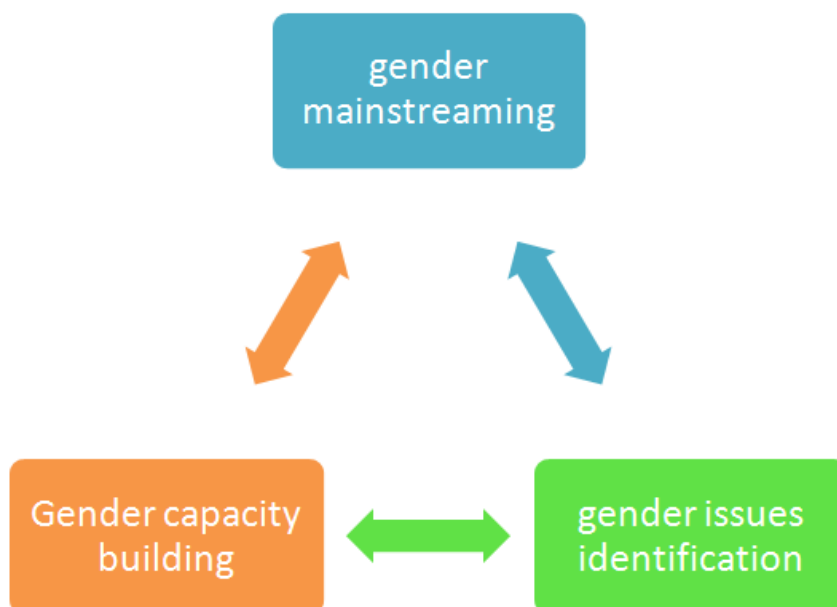 gender
mainstreaming
Gender capacity
building
gender issues
identification